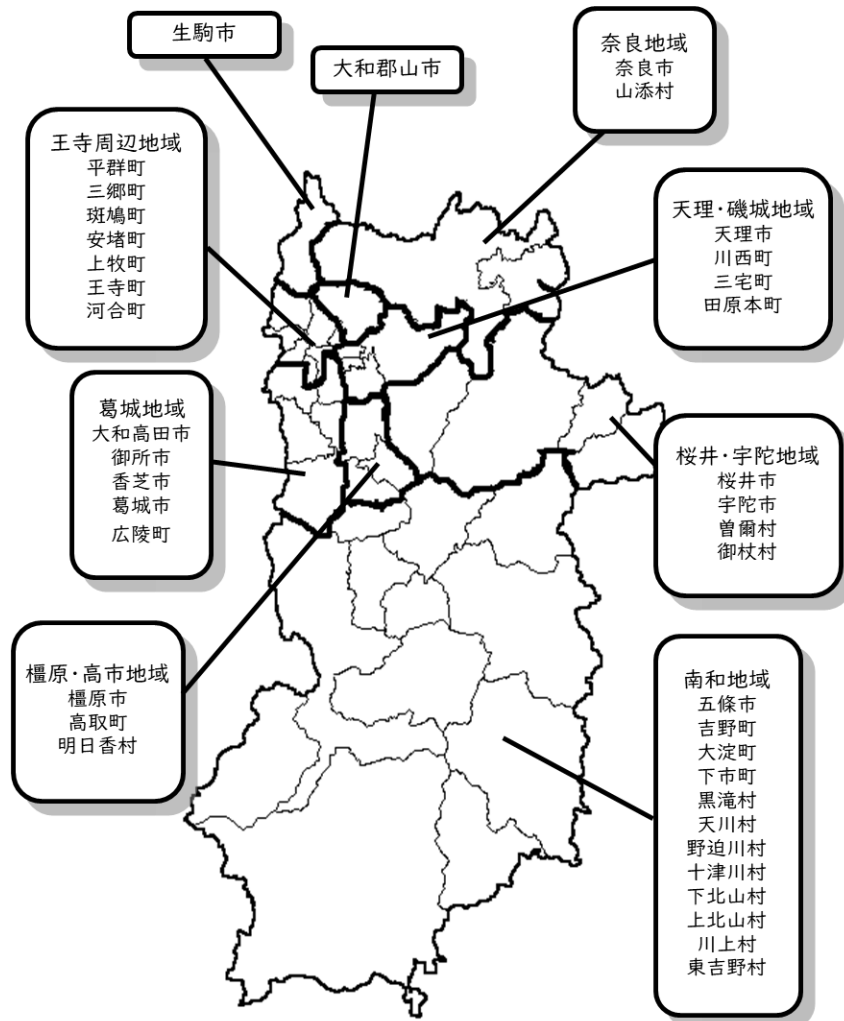 生駒市
大和郡山市
奈良地域
奈良市
山添村
王寺周辺地域
平群町
三郷町
斑鳩町
安堵町
上牧町
王寺町
河合町
天理・磯城地域
天理市
川西町
三宅町
田原本町
葛城地域
大和高田市
御所市
香芝市
葛城市
広陵町
桜井・宇陀地域
桜井市
宇陀市
曽爾村
御杖村
橿原・高市地域
橿原市
高取町
明日香村
南和地域
五條市
吉野町
大淀町
下市町
黒滝村
天川村
野迫川村
十津川村
下北山村
上北山村
川上村
東吉野村